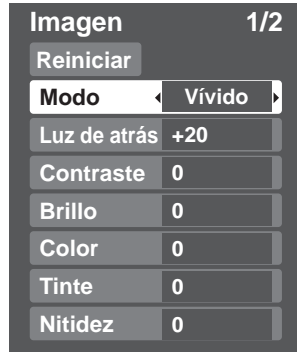 Imagen 1/2
Reiniciar
Modo Vívido
Luz de atrás +20
Contraste 0
Brillo 0
Color 0
Tinte 0
Nitidez 0